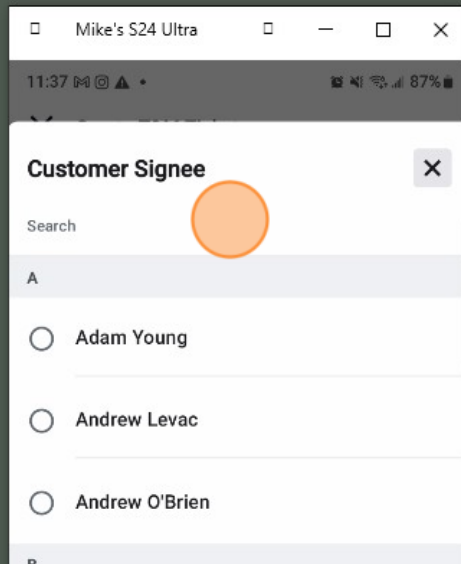 Mike's S24 Ultra
11:37 87%
Customer Signee
Search
A
Adam Young
Andrew Levac
Andrew O'Brien